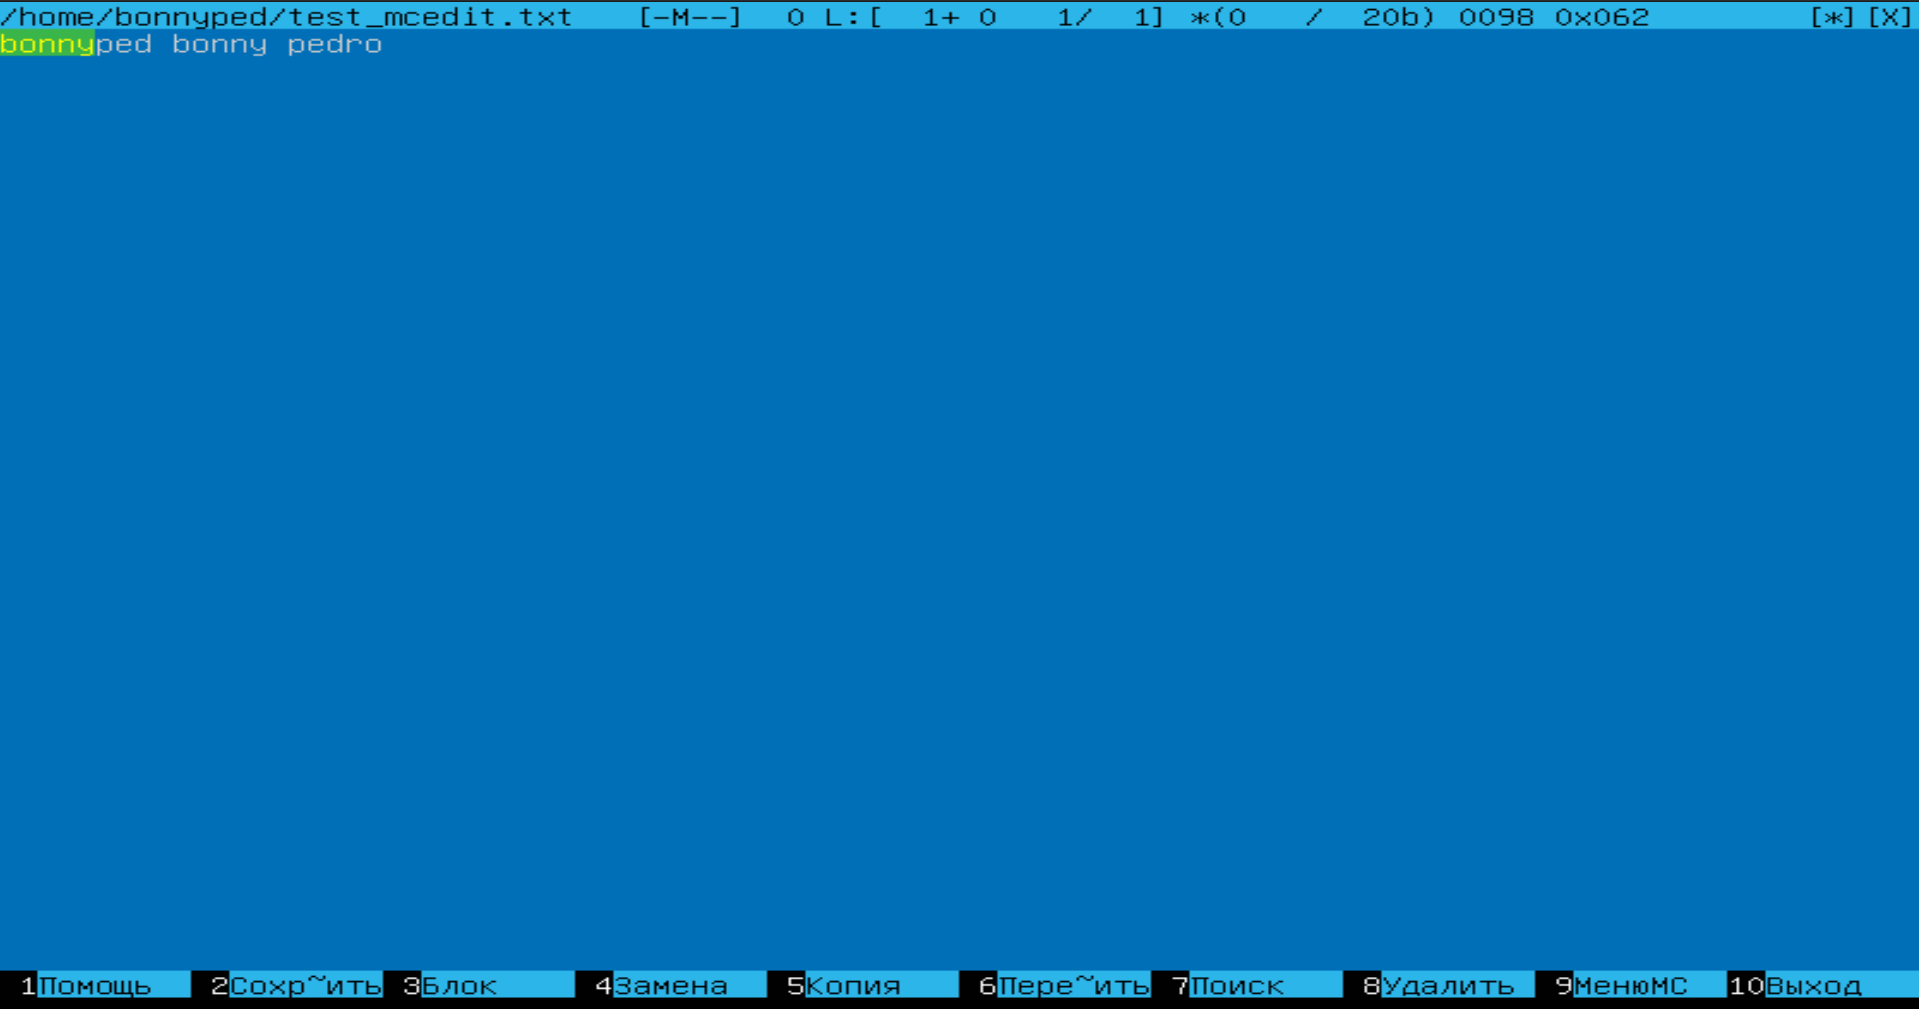 /home/bonnyped/test_mcedit.txt [-M--] 0 L:[ 1+ 0 1/ 1] *(0 / 20b) 0098 0x062 [*][X]
bonnyped bonny pedro
1Помощь 2Сохр~ить 3Блок 4Замена 5Копия 6Пере~ить 7Поиск 8Удалить 9МенюMC 10Выход